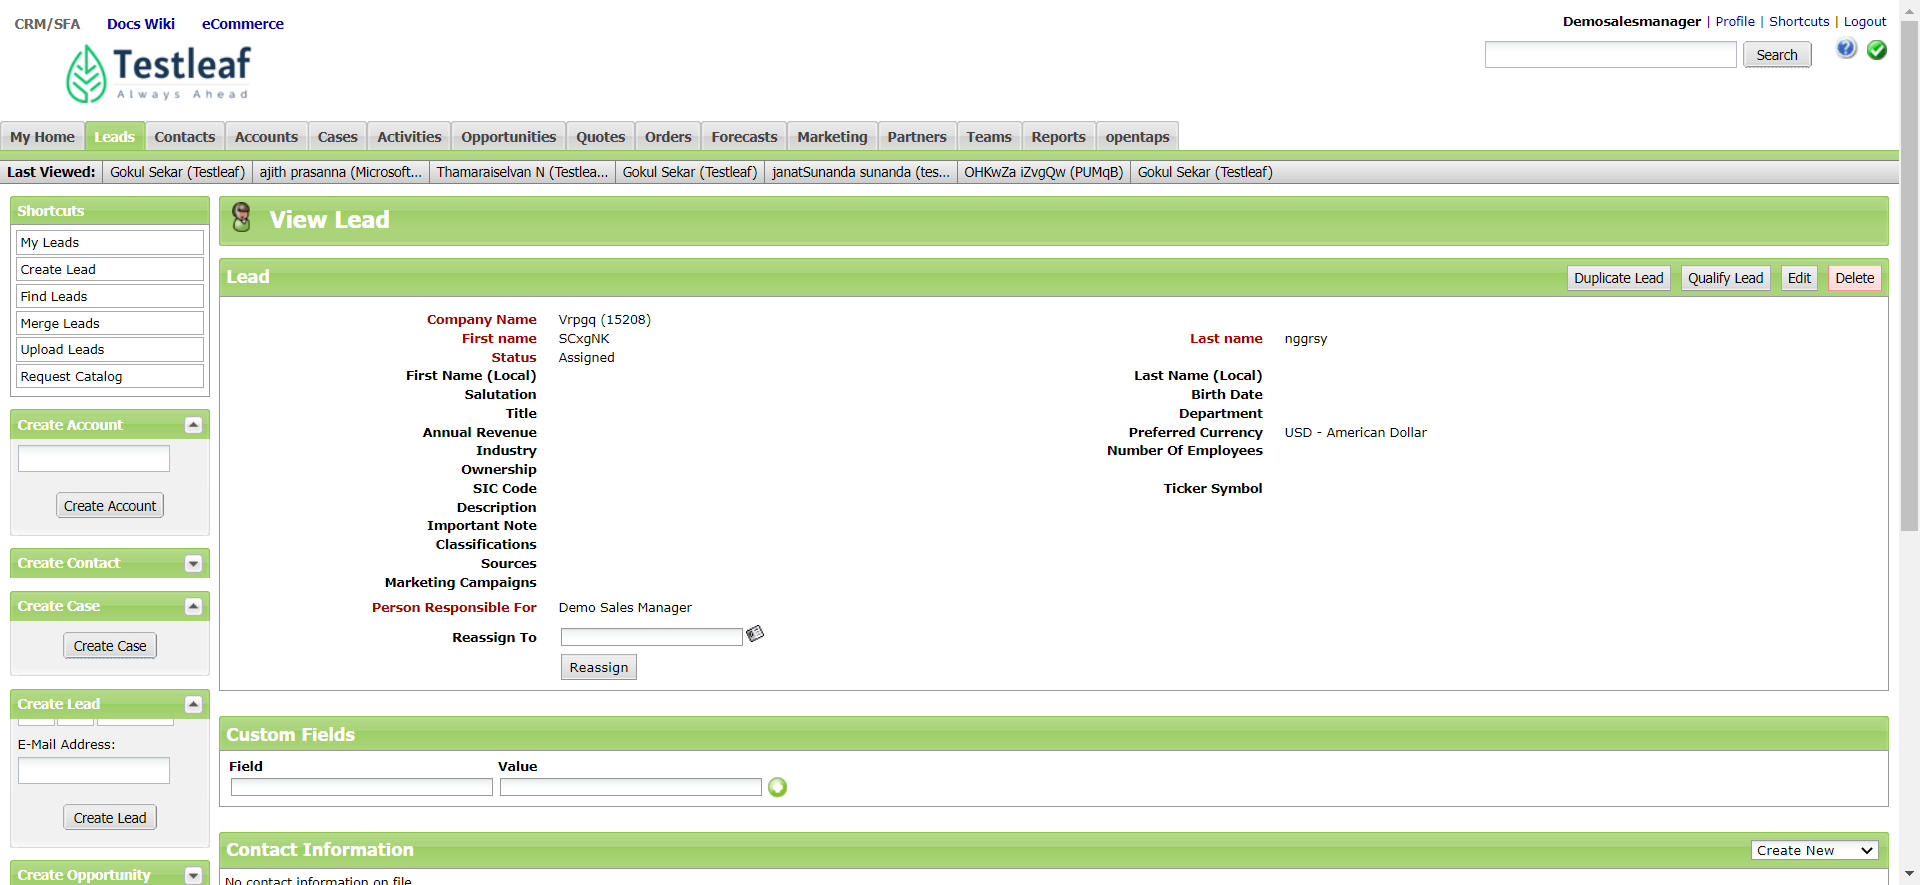 CRM/SFA Docs Wiki eCommerce
Demosalesmanager | Profile | Shortcuts | Logout
Testleaf
Always Ahead
Search
My Home Leads Contacts Accounts Cases Activities Opportunities Quotes Orders Forecasts Marketing Partners Teams Reports opentaps
Last Viewed: Gokul Sekar (Testleaf) ajith prasanna (Microsoft... Thamaraiselvan N (Testlea... Gokul Sekar (Testleaf) janatSunanda sunanda (tes... OHKwZa iZvgQw (PUMqB) Gokul Sekar (Testleaf)
Shortcuts
My Leads
Create Lead
Find Leads
Merge Leads
Upload Leads
Request Catalog
Create Account
Create Account
Create Contact
Create Case
Create Case
Create Lead
E-Mail Address:
Create Lead
Create Opportunity
View Lead
Lead
Duplicate Lead Qualify Lead Edit Delete
Company Name Vrpgq (15208)
First name SCxgNK Last name nggrsy
Status Assigned
First Name (Local) Last Name (Local)
Salutation Birth Date
Title Department
Annual Revenue Preferred Currency USD - American Dollar
Industry Number Of Employees
Ownership
SIC Code Ticker Symbol
Description
Important Note
Classifications
Sources
Marketing Campaigns
Person Responsible For Demo Sales Manager
Reassign To
Reassign
Custom Fields
Field Value
Contact Information
Create New
No contact information on file